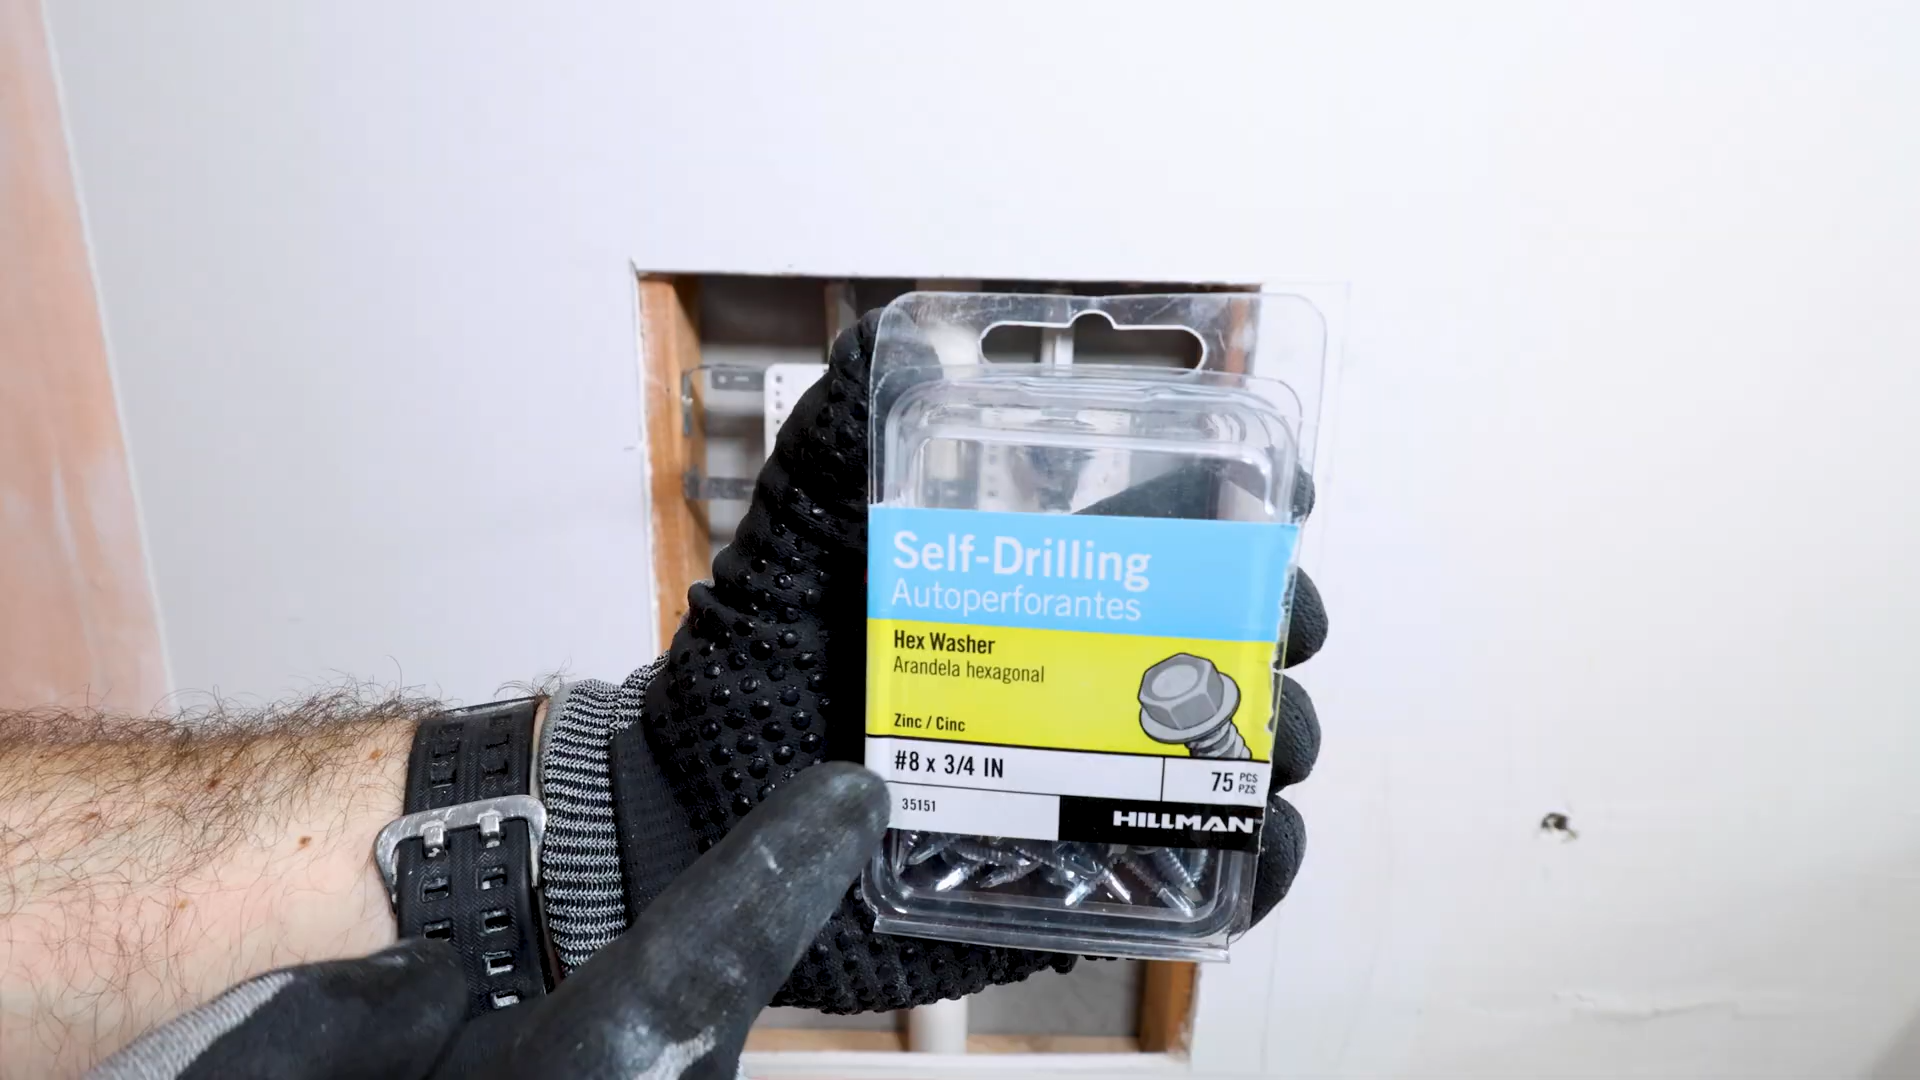 Self-Drilling
Autoperforantes
Hex Washer
Arandela hexagonal
Zinc / Cinc
#8 x 3/4 IN
75 PCS PZS
35151
HILLMAN